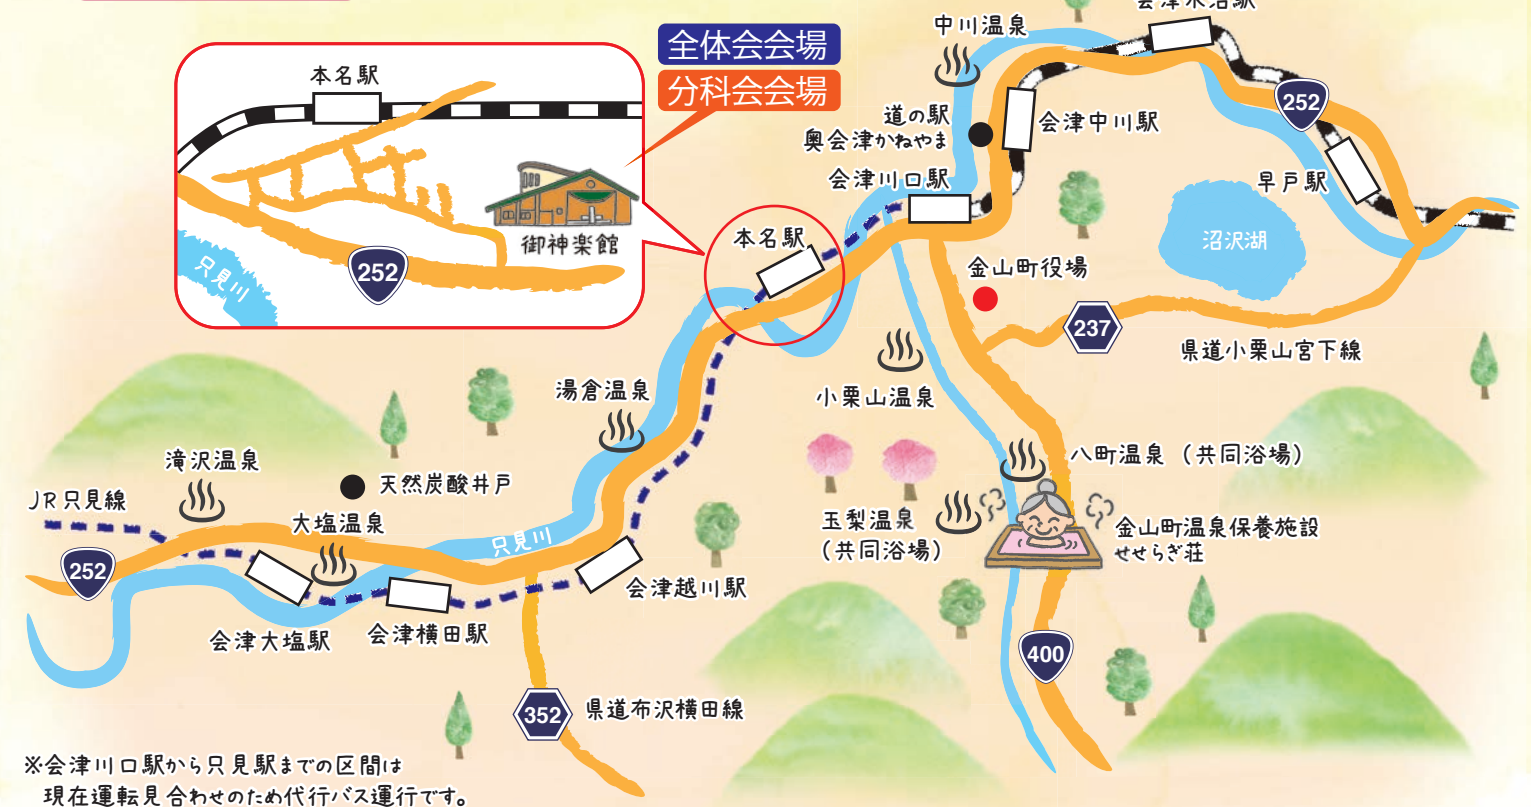 会津水沼駅
中川温泉
全体会会場
分科会会場
本名駅
252
道の駅
奥会津かねやま
会津中川駅
会津川口駅
早戸駅
沼沢湖
御神楽館
只見川
252
本名駅
金山町役場
237
県道小栗山宮下線
湯倉温泉
小栗山温泉
滝沢温泉
天然炭酸井戸
JR只見線
大塩温泉
八町温泉(共同浴場)
玉梨温泉
(共同浴場)
金山町温泉保養施設
せせらぎ荘
只見川
252
会津越川駅
会津大塩駅
会津横田駅
400
352
県道布沢横田線
※会津川口駅から只見駅までの区間は
現在運転見合わせのため代行バス運行です。